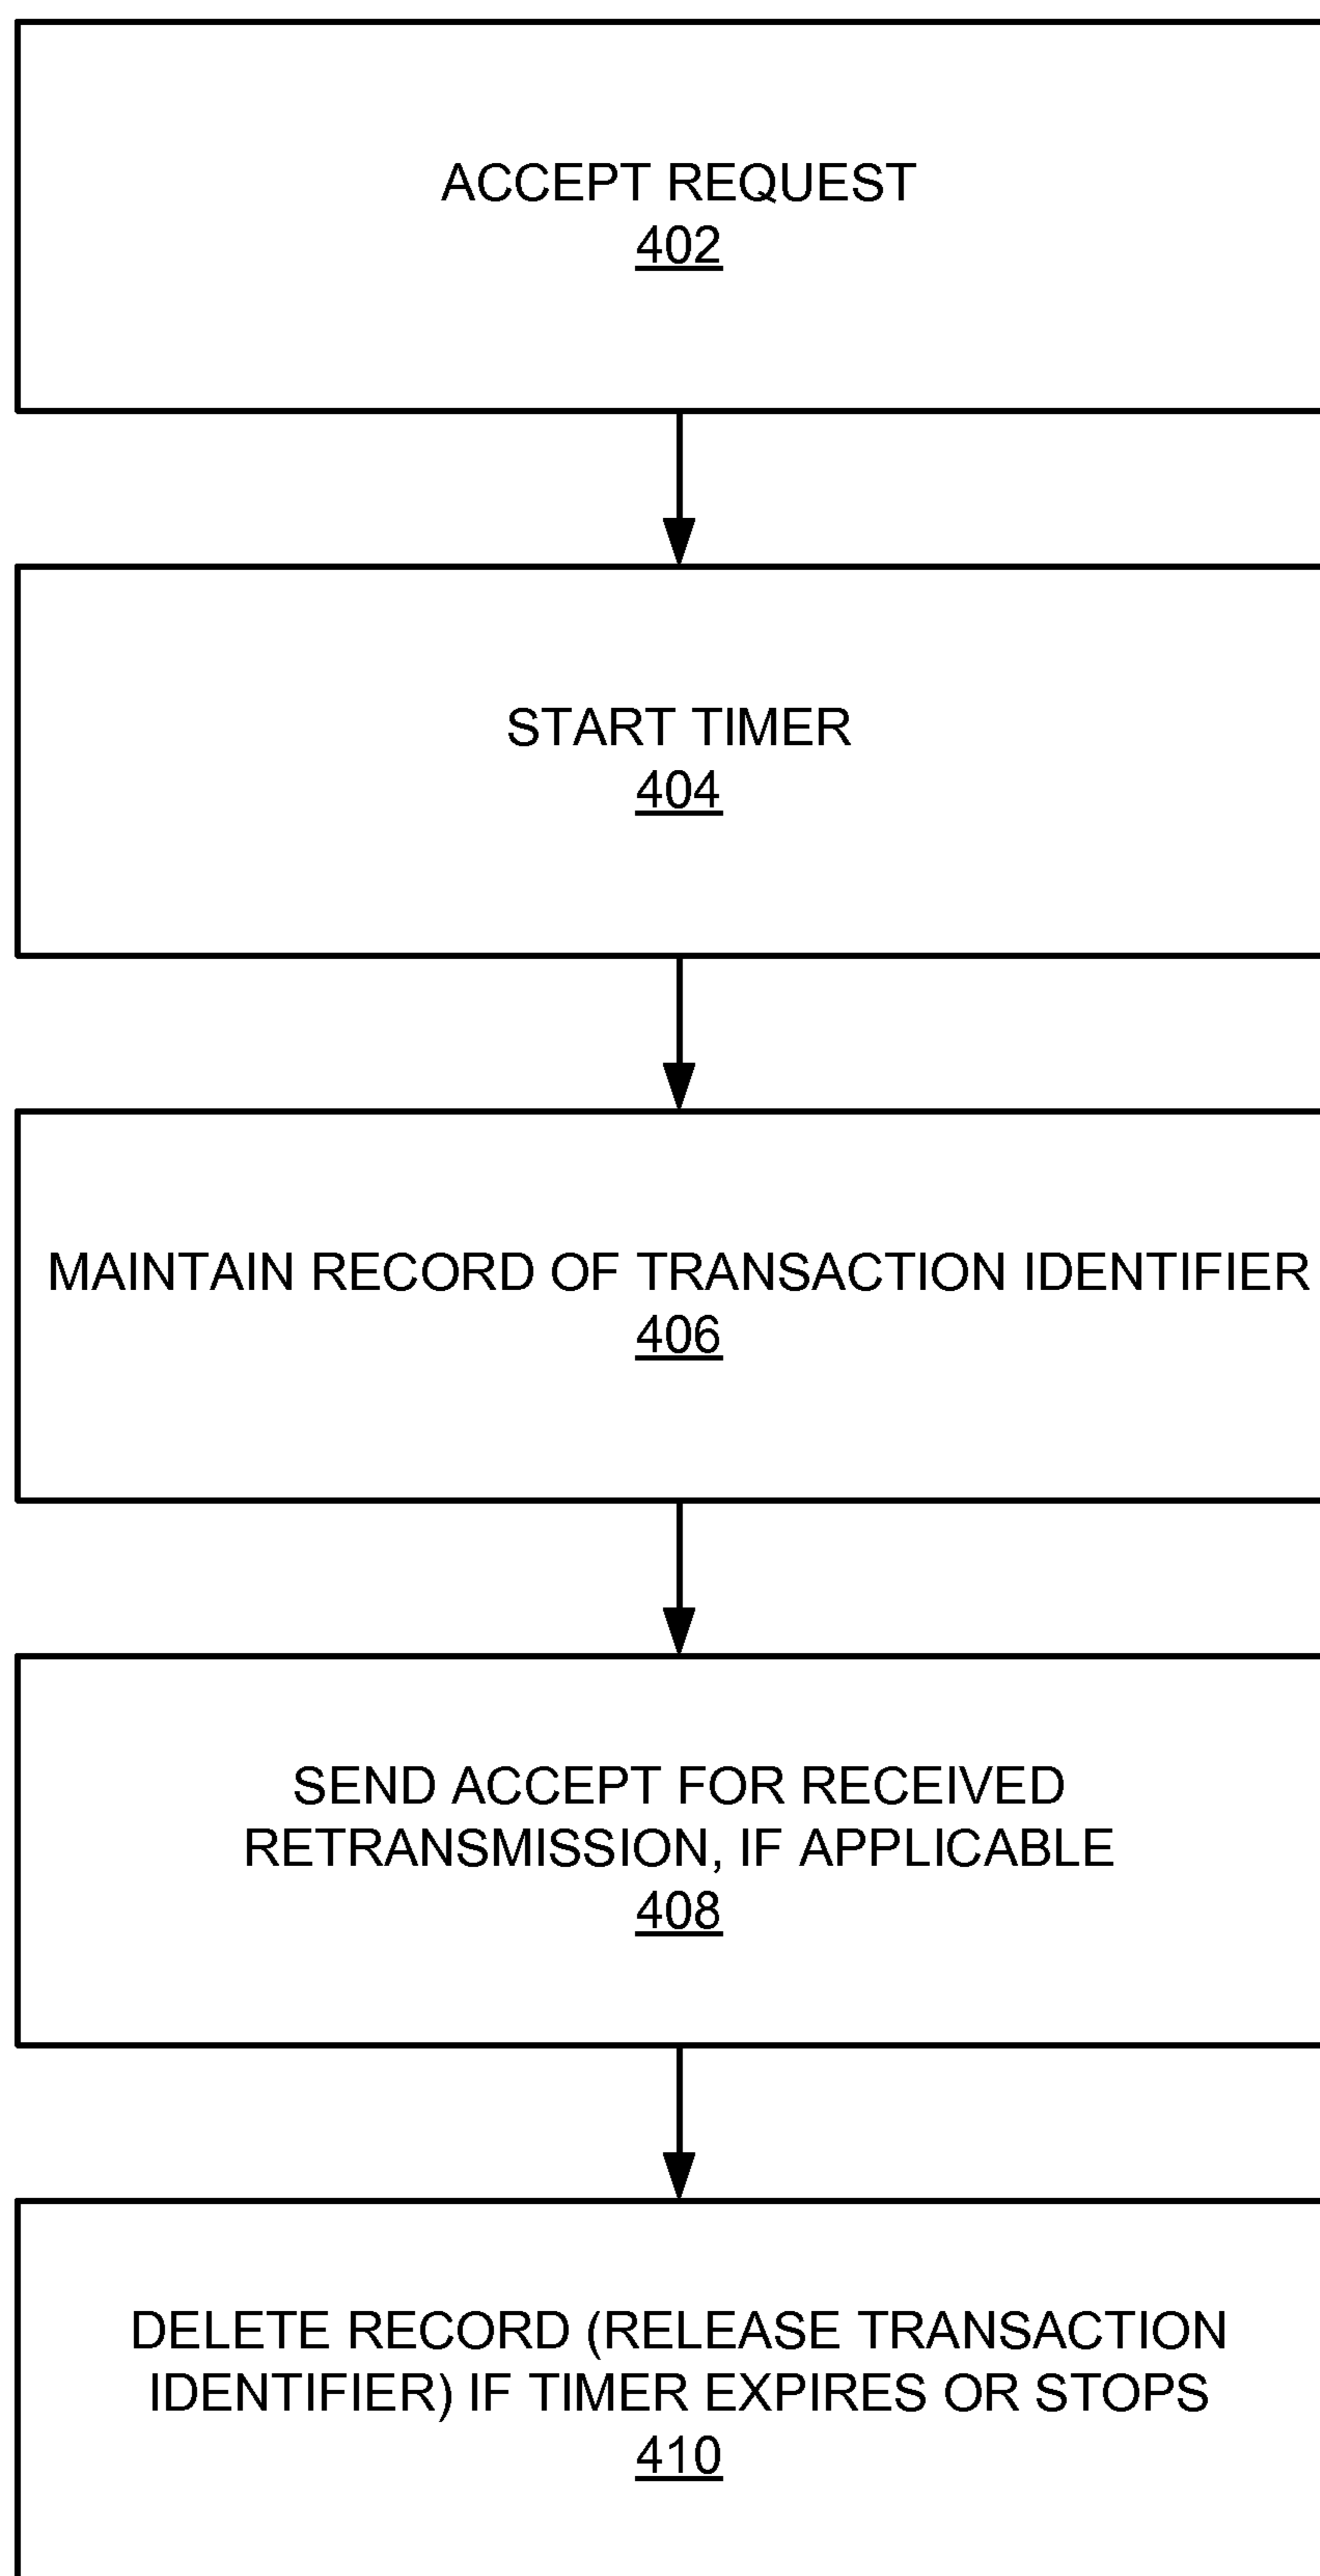 ACCEPT REQUEST
402
START TIMER
404
MAINTAIN RECORD OF TRANSACTION IDENTIFIER
406
SEND ACCEPT FOR RECEIVED
RETRANSMISSION, IF APPLICABLE
408
DELETE RECORD (RELEASE TRANSACTION
IDENTIFIER) IF TIMER EXPIRES OR STOPS
410